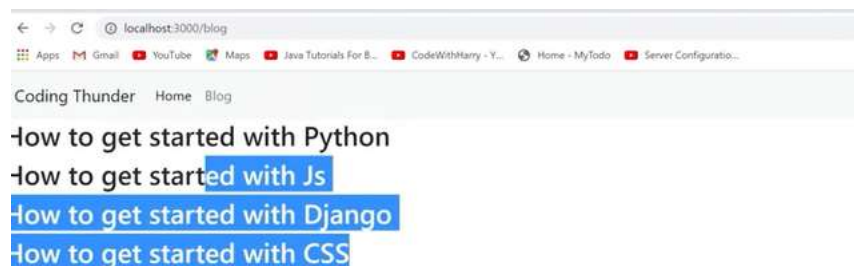 localhost:3000/blog
Apps Gmail YouTube Maps Java Tutorials For B... CodeWithHarry - Y... Home - MyTodo Server Configuratio...
Coding Thunder Home Blog
How to get started with Python
How to get started with Js
How to get started with Django
How to get started with CSS